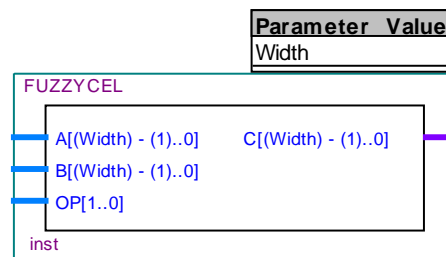 Parameter Value
Width
FUZZYCEL
A[(Width) - (1)..0] C[(Width) - (1)..0]
B[(Width) - (1)..0]
OP[1..0]
inst